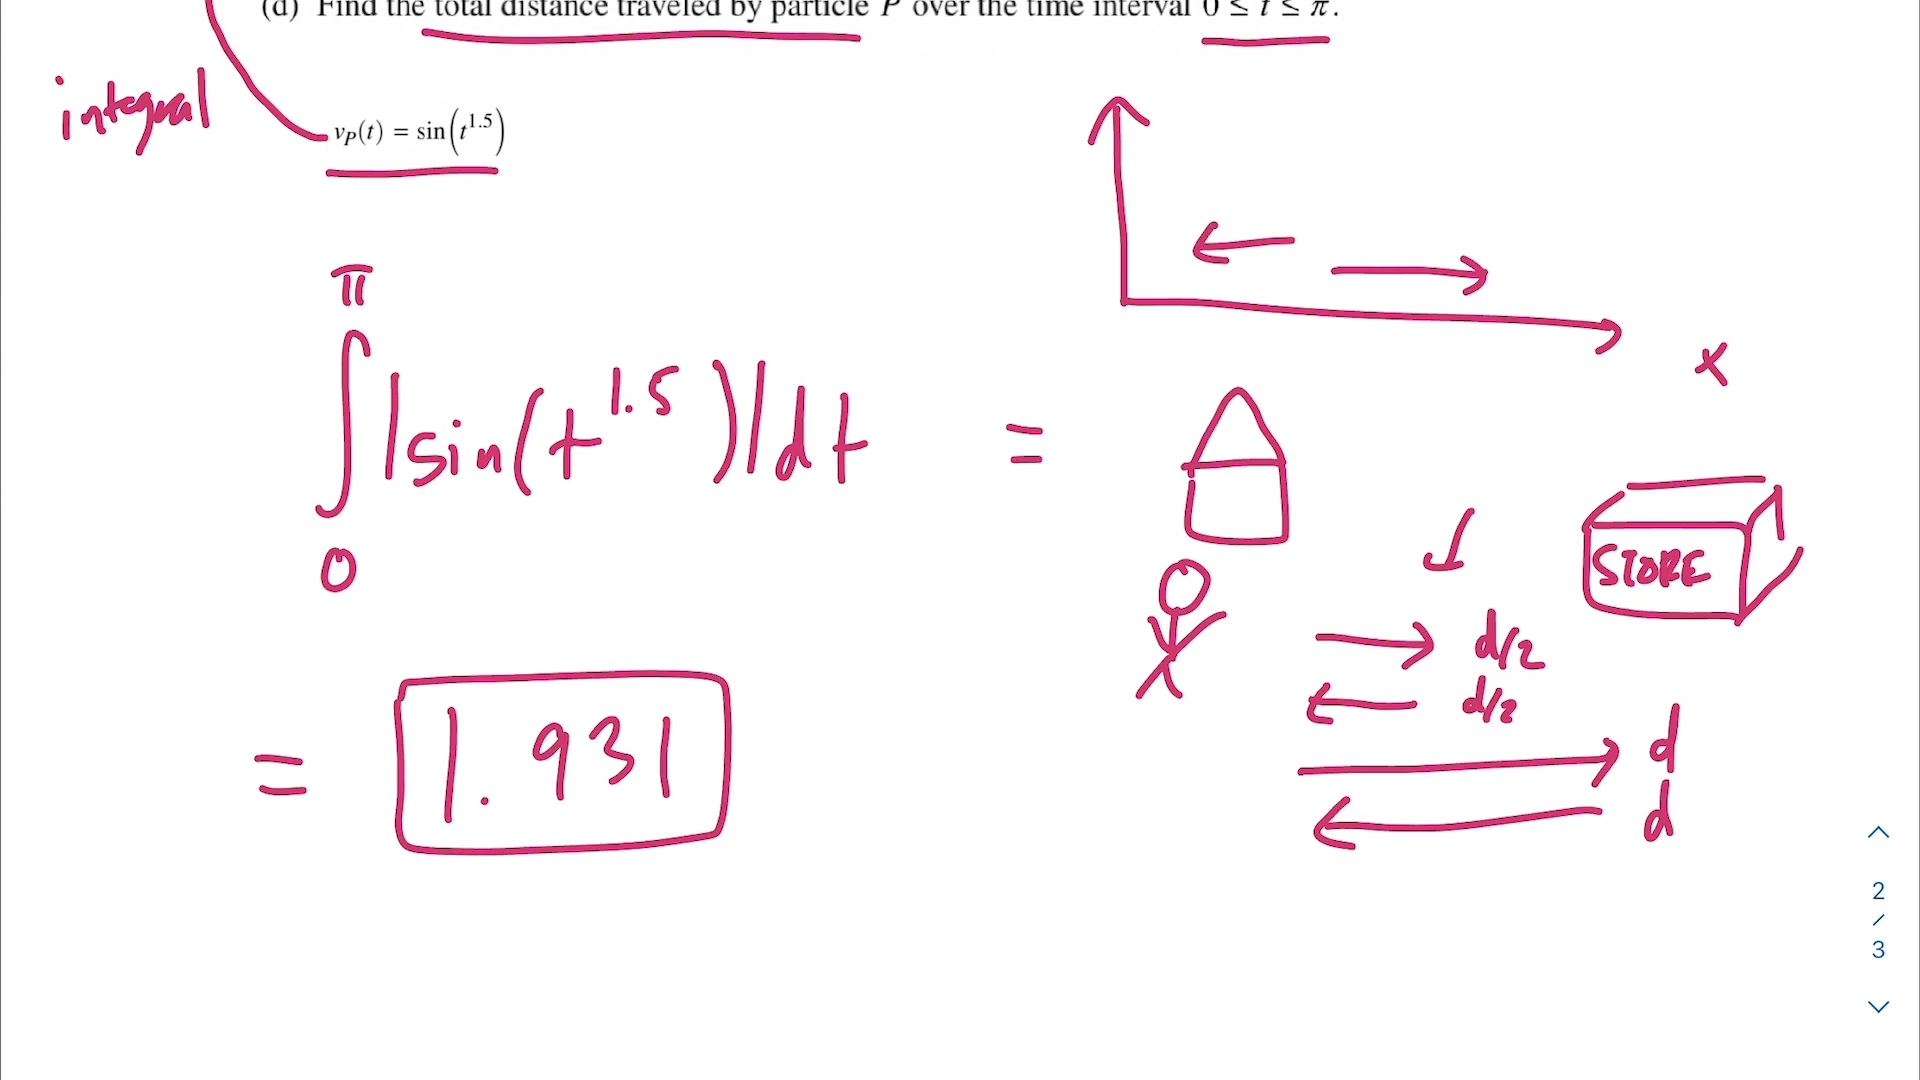 (d) Find the total distance traveled by particle P over the time interval 0 ≤ t ≤ π.
integral
v_P(t) = sin(t^1.5)
∫_0^π |sin(t^1.5)| dt =
x
STORE
d/2
d/2
= 1.931
d
d
2
/
3